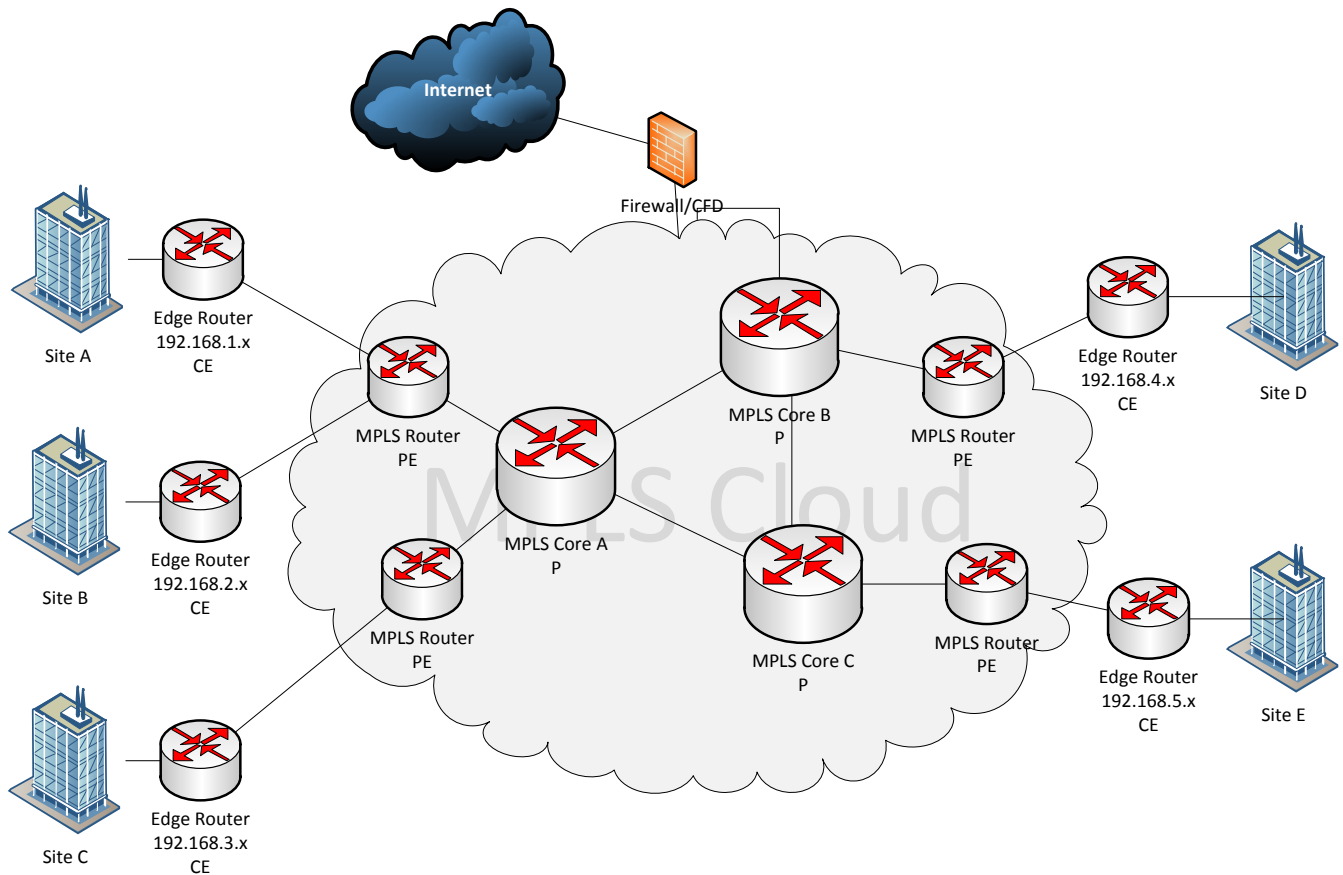 Internet
Firewall/CFD
Site A
Edge Router
192.168.1.x
CE
Site B
Edge Router
192.168.2.x
CE
Site C
Edge Router
192.168.3.x
CE
MPLS Router
PE
MPLS Router
PE
MPLS Core A
P
MPLS Core B
P
MPLS Core C
P
MPLS Cloud
MPLS Router
PE
MPLS Router
PE
Edge Router
192.168.4.x
CE
Site D
Edge Router
192.168.5.x
CE
Site E